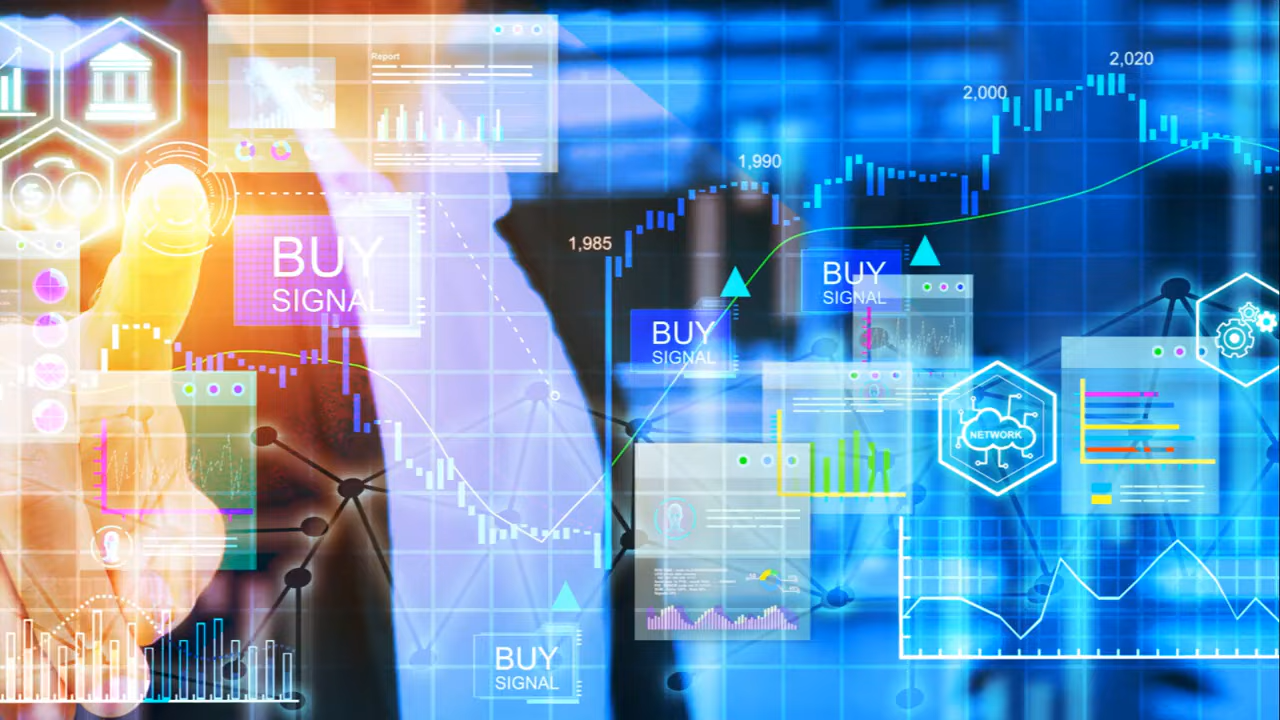 Report
2,020
2,000
1,990
1,985
BUY
SIGNAL
BUY
SIGNAL
BUY
SIGNAL
NETWORK
BUY
SIGNAL